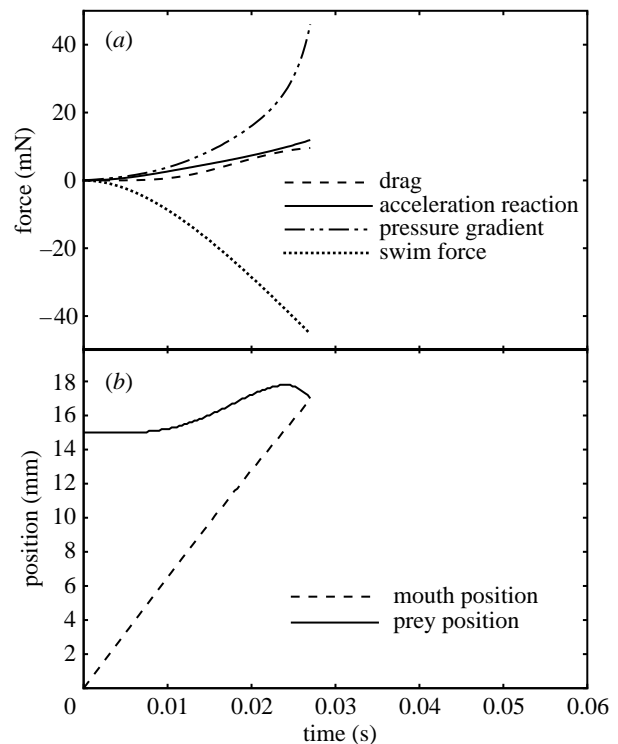 (a)
40
20
0
−20
−40
force (mN)
drag
acceleration reaction
pressure gradient
swim force
(b)
18
16
14
12
10
8
6
4
2
position (mm)
mouth position
prey position
0 0.01 0.02 0.03 0.04 0.05 0.06
time (s)